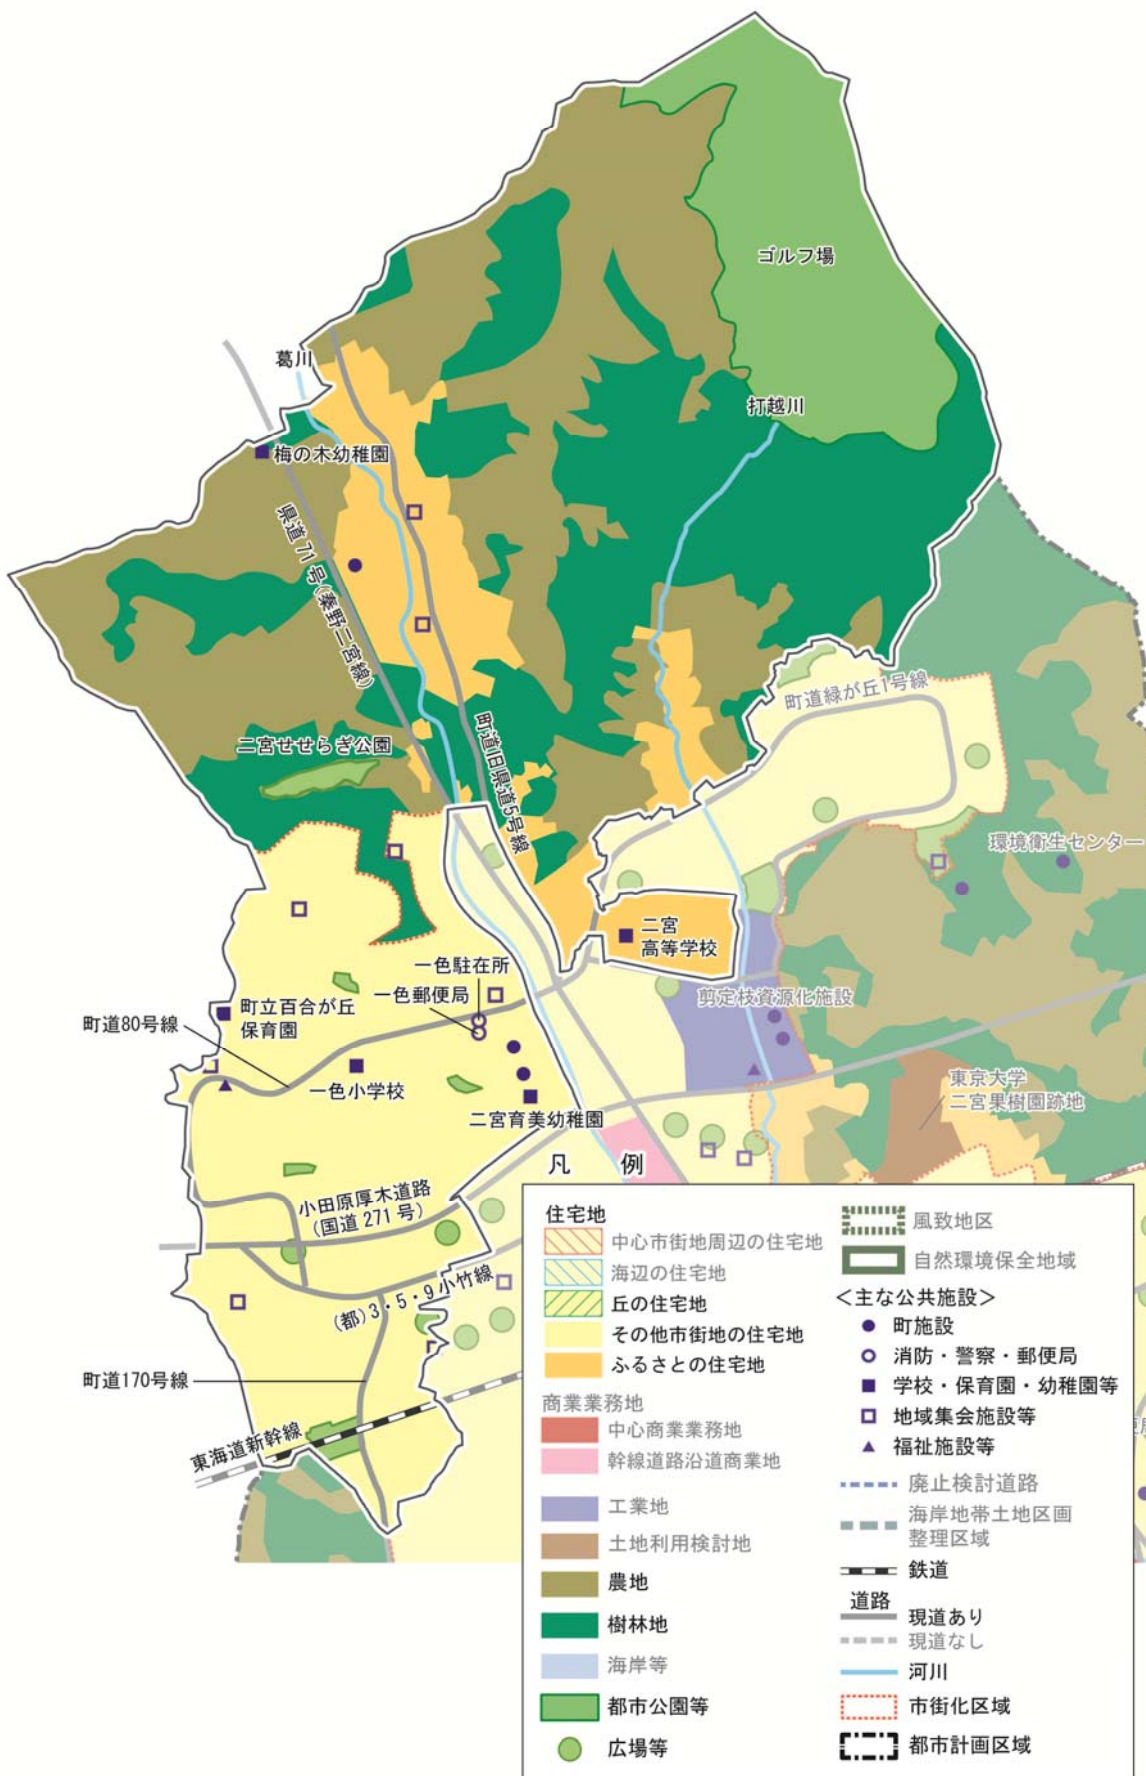 ゴルフ場
葛川
打越川
梅の木幼稚園
県道71号(秦野二宮線)
町道緑が丘1号線
二宮せせらぎ公園
町道旧県道5号線
環境衛生センター
二宮
高等学校
一色駐在所
一色郵便局
剪定枝資源化施設
町立百合が丘
保育園
町道80号線
一色小学校
東京大学
二宮果樹園跡地
二宮育美幼稚園
小田原厚木道路
(国道271号)
(都)3・5・9小竹線
町道170号線
東海道新幹線
凡 例
住宅地
中心市街地周辺の住宅地
海辺の住宅地
丘の住宅地
その他市街地の住宅地
ふるさとの住宅地
商業業務地
中心商業業務地
幹線道路沿道商業地
工業地
土地利用検討地
農地
樹林地
海岸等
都市公園等
広場等
風致地区
自然環境保全地域
<主な公共施設>
町施設
消防・警察・郵便局
学校・保育園・幼稚園等
地域集会施設等
福祉施設等
廃止検討道路
海岸地帯土地区画
整理区域
鉄道
道路
現道あり
現道なし
河川
市街化区域
都市計画区域